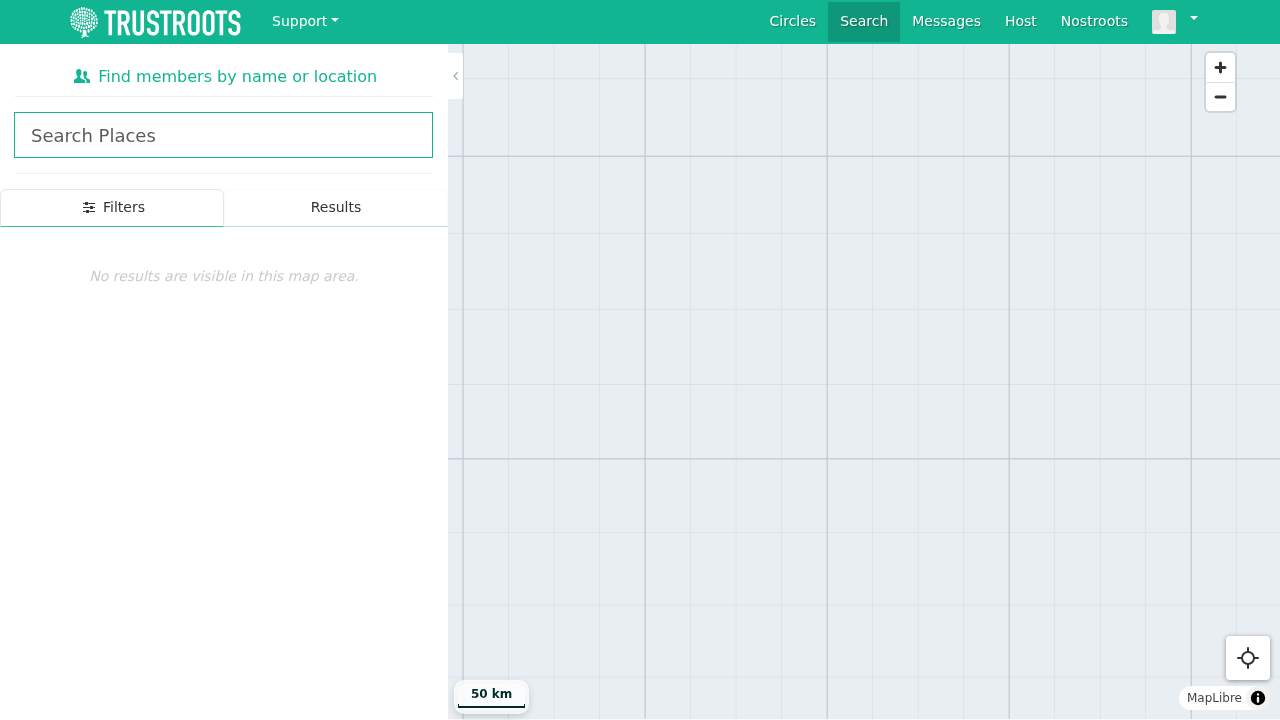 TRUSTROOTS
Support
Circles
Search
Messages
Host
Nostroots
Find members by name or location
Search Places
Filters
Results
No results are visible in this map area.
50 km
MapLibre